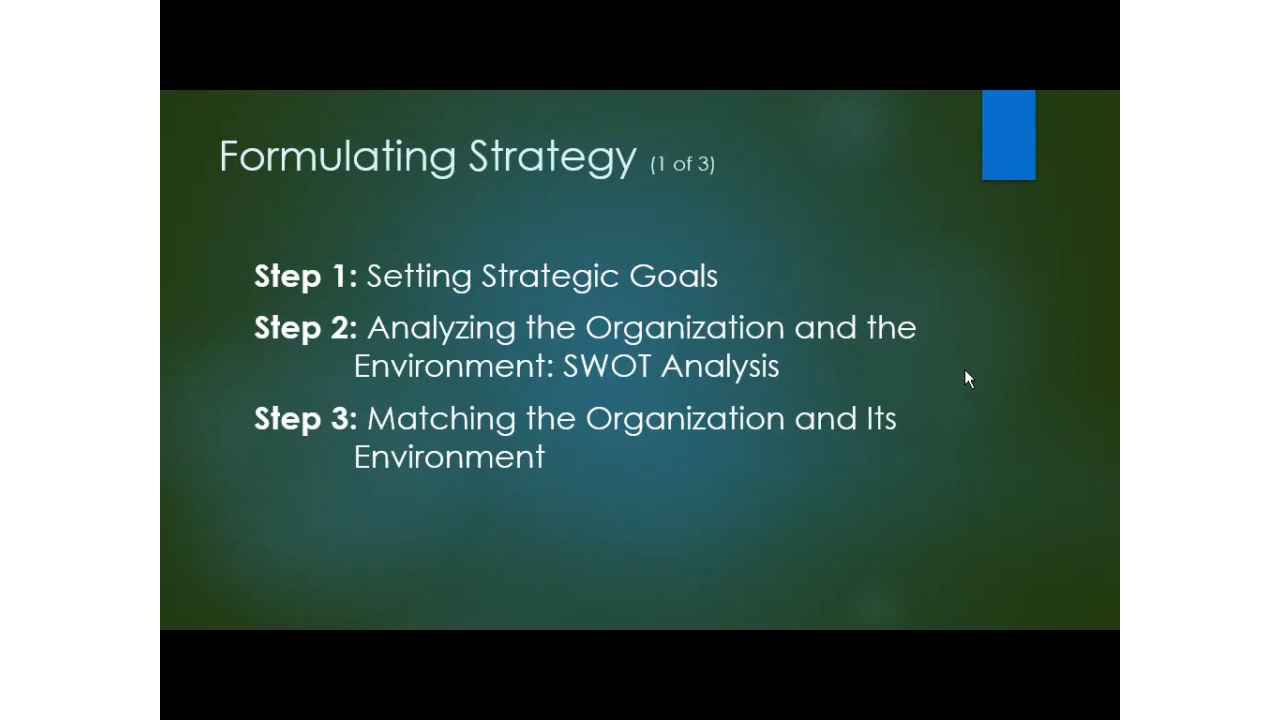 Formulating Strategy (1 of 3)
Step 1: Setting Strategic Goals
Step 2: Analyzing the Organization and the
Environment: SWOT Analysis
Step 3: Matching the Organization and Its
Environment